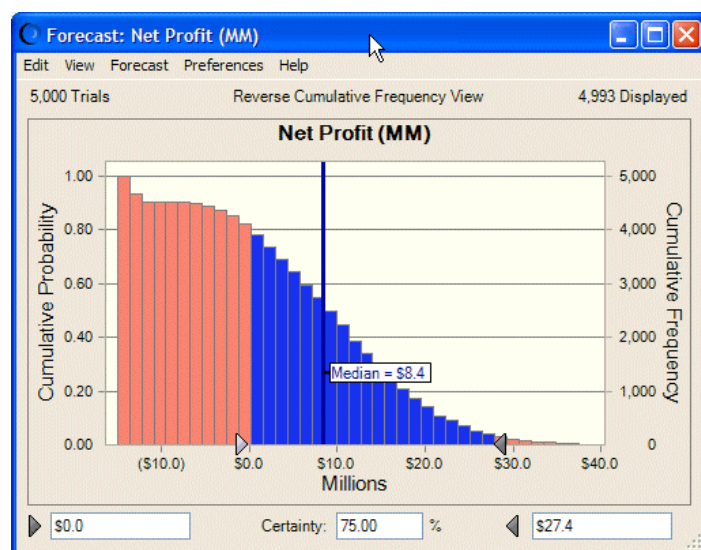 Forecast: Net Profit (MM)
Edit View Forecast Preferences Help
5,000 Trials Reverse Cumulative Frequency View 4,993 Displayed
Net Profit (MM)
Cumulative Probability
1.00
0.80
0.60
0.40
0.20
0.00
Median = $8.4
5,000
4,000
3,000
2,000
1,000
0
Cumulative Frequency
($10.0) $0.0 $10.0 $20.0 $30.0 $40.0
Millions
$0.0 Certainty: 75.00 % $27.4